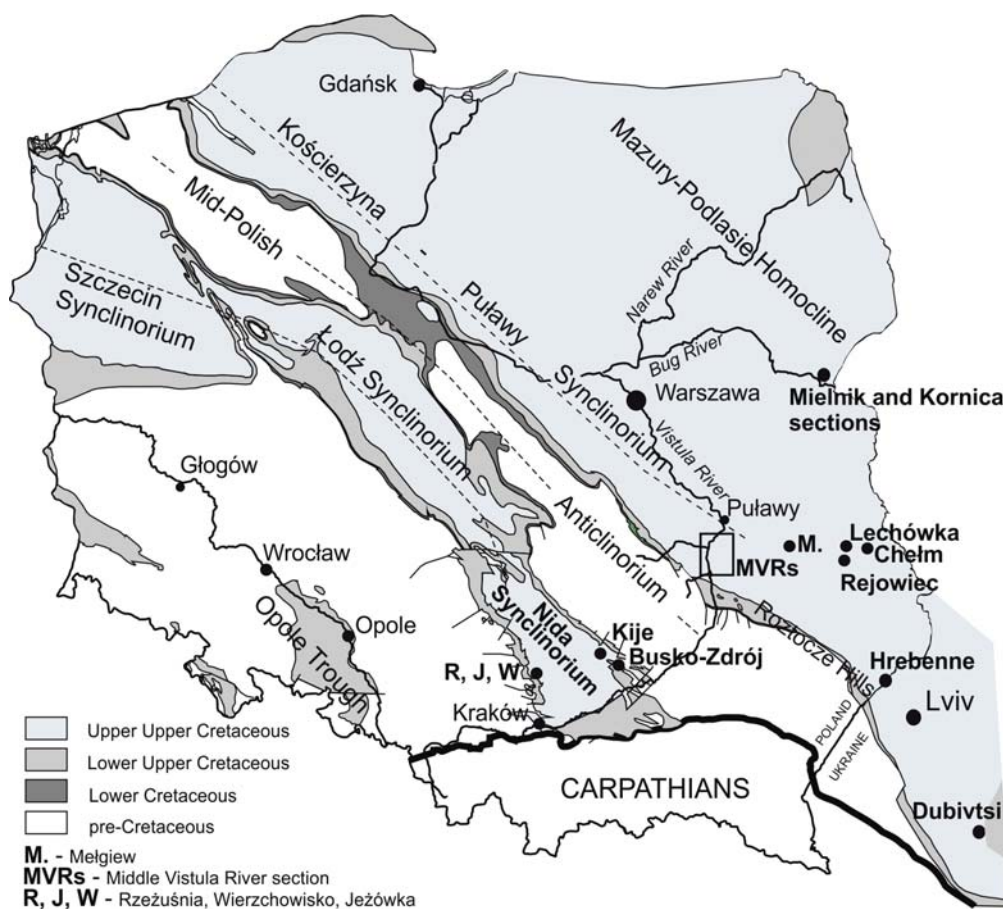 Gdańsk
Kościerzyna
Mazury-Podlasie Homocline
Mid-Polish
Narew River
Szczecin
Synclinorium
Puławy
Łodź Synclinorium
Bug River
Synclinorium
Warszawa
Mielnik and Kornica
sections
Vistula River
Głogów
Puławy
Anticlinorium
M.
Lechówka
Chełm
MVRs
Rejowiec
Wrocław
Opole
Opole Trough
Nida
Synclinorium
Roztocze Hills
Kije
Busko-Zdrój
R, J, W
Hrebenne
Kraków
Lviv
POLAND
UKRAINE
CARPATHIANS
Dubivtsi
Upper Upper Cretaceous
Lower Upper Cretaceous
Lower Cretaceous
pre-Cretaceous
M. - Mełgiew
MVRs - Middle Vistula River section
R, J, W - Rzeżuśnia, Wierzchowisko, Jeżówka